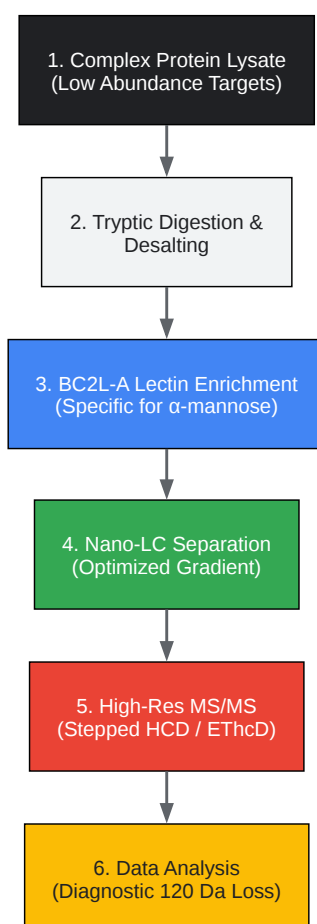 1. Complex Protein Lysate
(Low Abundance Targets)
2. Tryptic Digestion &
Desalting
3. BC2L-A Lectin Enrichment
(Specific for α-mannose)
4. Nano-LC Separation
(Optimized Gradient)
5. High-Res MS/MS
(Stepped HCD / EThcD)
6. Data Analysis
(Diagnostic 120 Da Loss)